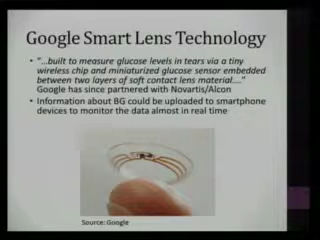 Google Smart Lens Technology
• "…built to measure glucose levels in tears via a tiny
wireless chip and miniaturized glucose sensor embedded
between two layers of soft contact lens material…."
Google has since partnered with Novartis/Alcon
• Information about BG could be uploaded to smartphone
devices to monitor the data almost in real time
Source: Google